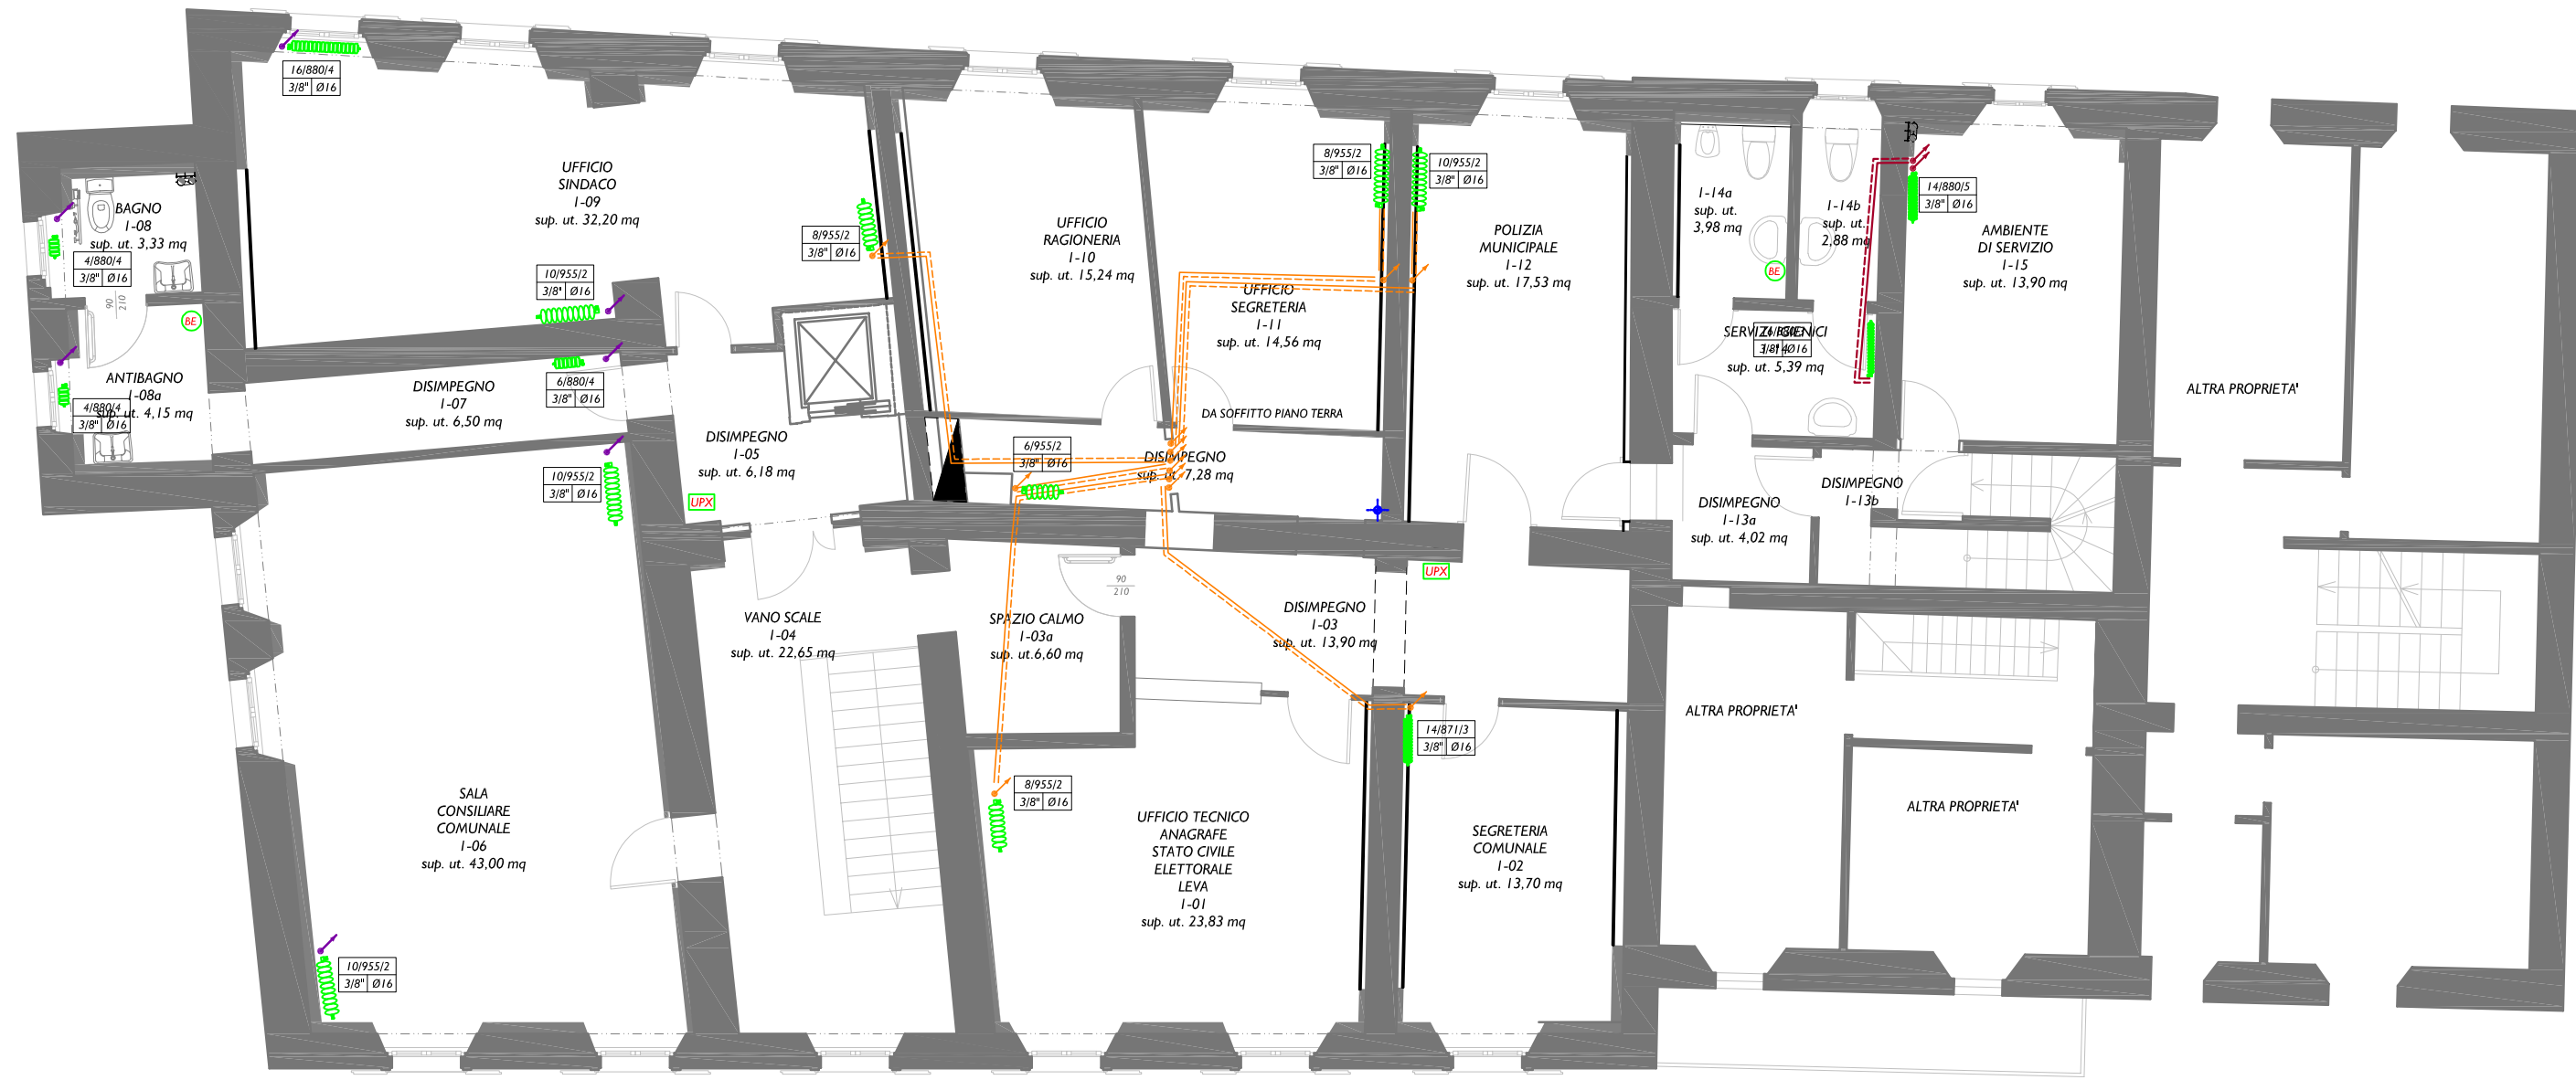 16/880/4
3/8" Ø16
UFFICIO
SINDACO
1-09
sup. ut. 32,20 mq
BAGNO
1-08
sup. ut. 3,33 mq
4/880/4
3/8" Ø16
90
210
BE
ANTIBAGNO
1-08a
sup. ut. 4,15 mq
4/880/4
3/8" Ø16
10/955/2
3/8" Ø16
8/955/2
3/8" Ø16
DISIMPEGNO
1-07
sup. ut. 6,50 mq
6/880/4
3/8" Ø16
10/955/2
3/8" Ø16
DISIMPEGNO
1-05
sup. ut. 6,18 mq
UPX
UFFICIO
RAGIONERIA
1-10
sup. ut. 15,24 mq
8/955/2
3/8" Ø16
UFFICIO
SEGRETERIA
1-11
sup. ut. 14,56 mq
DA SOFFITTO PIANO TERRA
6/955/2
3/8" Ø16
DISIMPEGNO
sup. ut. 7,28 mq
10/955/2
3/8" Ø16
POLIZIA
MUNICIPALE
1-12
sup. ut. 17,53 mq
1-14a
sup. ut.
3,98 mq
BE
1-14b
sup. ut.
2,88 mq
14/880/5
3/8" Ø16
AMBIENTE
DI SERVIZIO
1-15
sup. ut. 13,90 mq
SERVIZI IGIENICI
1-14
3/8" Ø16
sup. ut. 5,39 mq
ALTRA PROPRIETA'
DISIMPEGNO
1-13a
sup. ut. 4,02 mq
DISIMPEGNO
1-13b
VANO SCALE
1-04
sup. ut. 22,65 mq
SPAZIO CALMO
1-03a
sup. ut.6,60 mq
90
210
DISIMPEGNO
1-03
sup. ut. 13,90 mq
UPX
14/871/3
3/8" Ø16
ALTRA PROPRIETA'
ALTRA PROPRIETA'
SALA
CONSILIARE
COMUNALE
1-06
sup. ut. 43,00 mq
10/955/2
3/8" Ø16
8/955/2
3/8" Ø16
UFFICIO TECNICO
ANAGRAFE
STATO CIVILE
ELETTORALE
LEVA
1-01
sup. ut. 23,83 mq
SEGRETERIA
COMUNALE
1-02
sup. ut. 13,70 mq